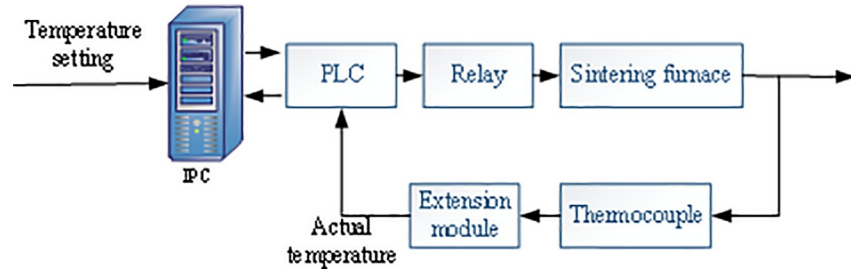 Temperature
setting
IPC
PLC
Relay
Sintering furnace
Actual
temperature
Extension
module
Thermocouple